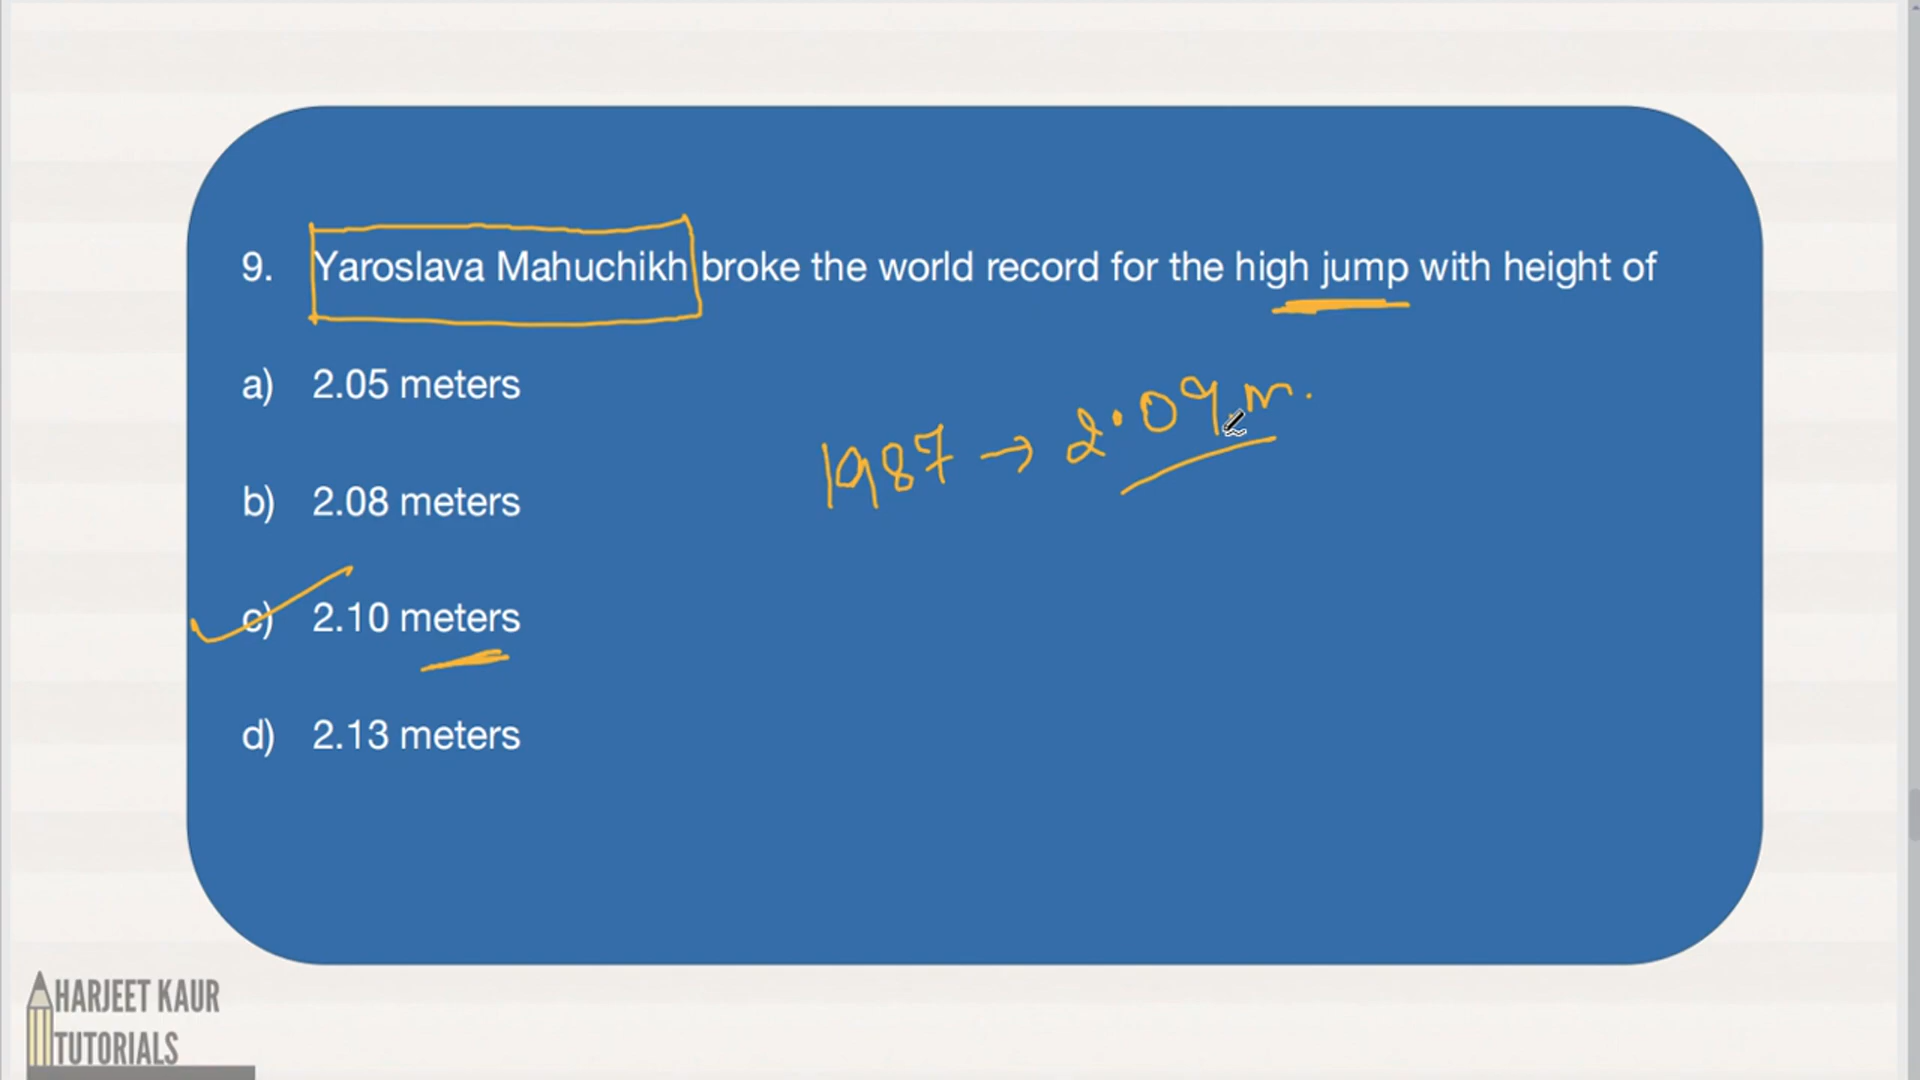 9. Yaroslava Mahuchikh broke the world record for the high jump with height of
a) 2.05 meters
1987 → 2.09 m.
b) 2.08 meters
c) 2.10 meters
d) 2.13 meters
HARJEET KAUR
TUTORIALS